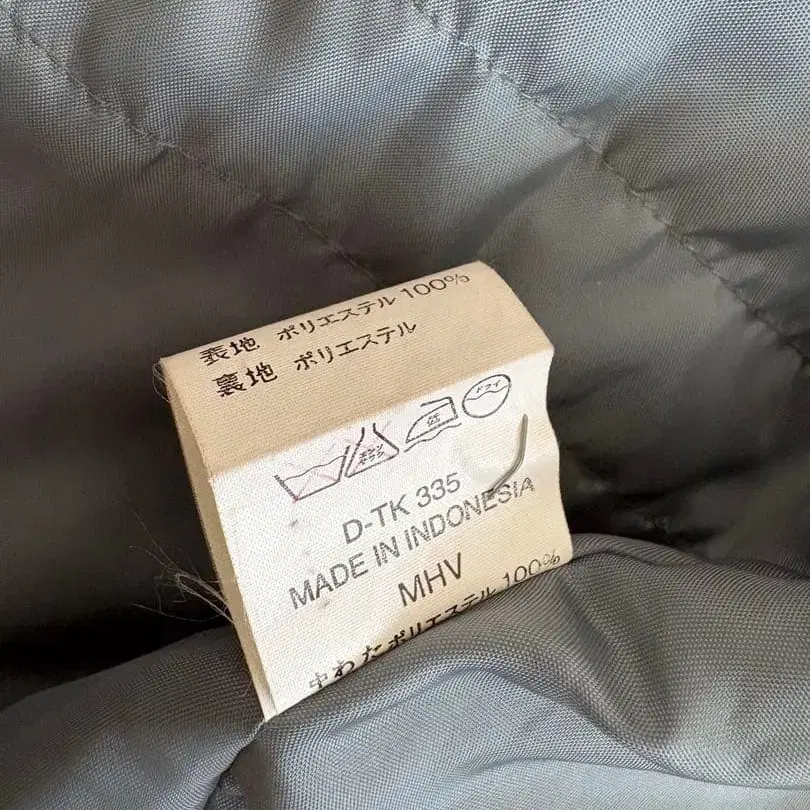 表地 ポリエステル 100%
裏地 ポリエステル
低 ドライ
D-TK 335
MADE IN INDONESIA
MHV
中わたポリエステル 100%